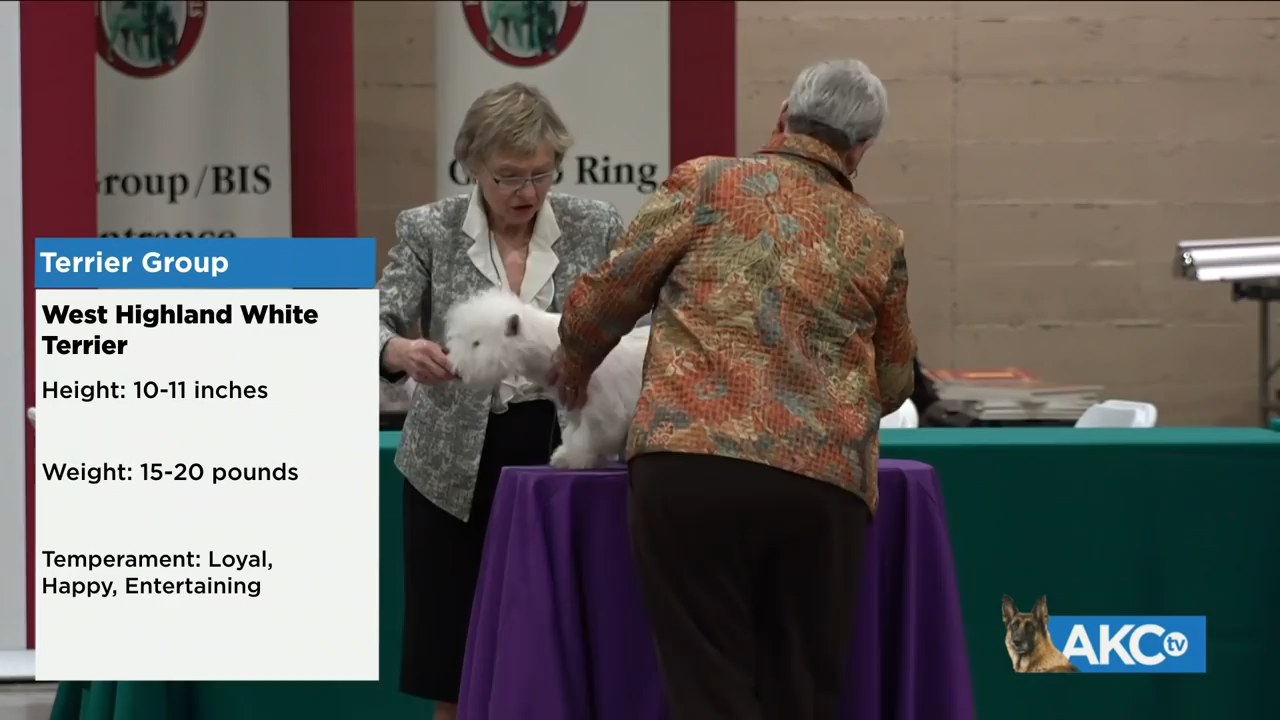 Group/BIS
Ring
Terrier Group
West Highland White
Terrier
Height: 10-11 inches
Weight: 15-20 pounds
Temperament: Loyal,
Happy, Entertaining
AKC tv